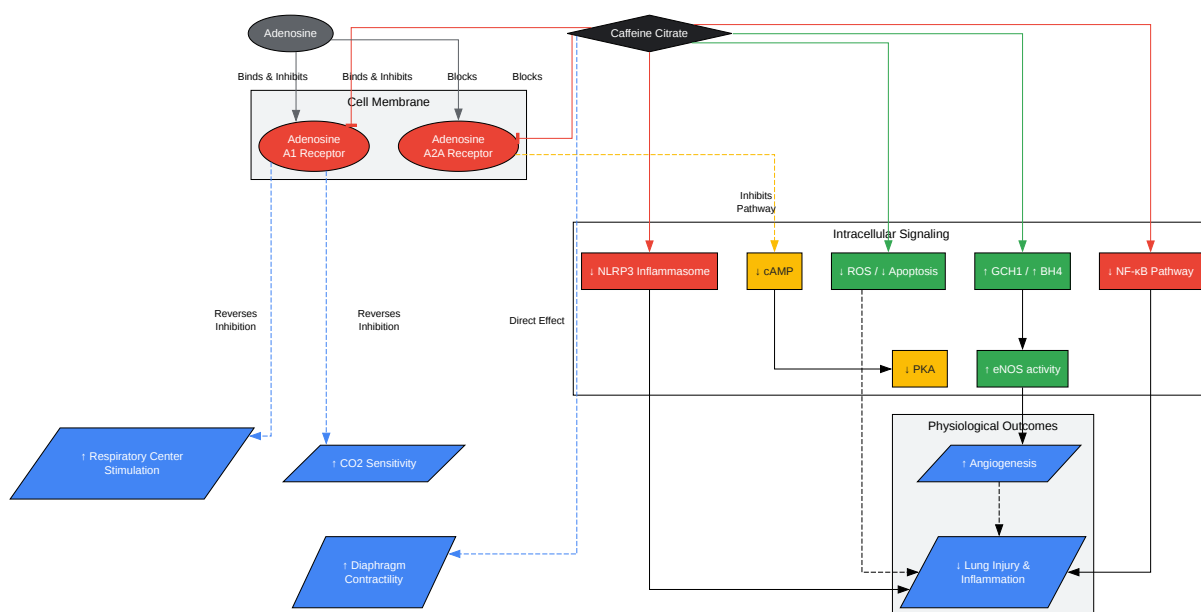 Adenosine
Caffeine Citrate
Binds & Inhibits
Binds & Inhibits
Blocks
Blocks
Cell Membrane
Adenosine
A1 Receptor
Adenosine
A2A Receptor
Inhibits
Pathway
Intracellular Signaling
↓ NLRP3 Inflammasome
↓ cAMP
↓ ROS / ↓ Apoptosis
↑ GCH1 / ↑ BH4
↓ NF-κB Pathway
Reverses
Inhibition
Reverses
Inhibition
Direct Effect
↓ PKA
↑ eNOS activity
Physiological Outcomes
↑ Respiratory Center
Stimulation
↑ CO2 Sensitivity
↑ Angiogenesis
↑ Diaphragm
Contractility
↓ Lung Injury &
Inflammation